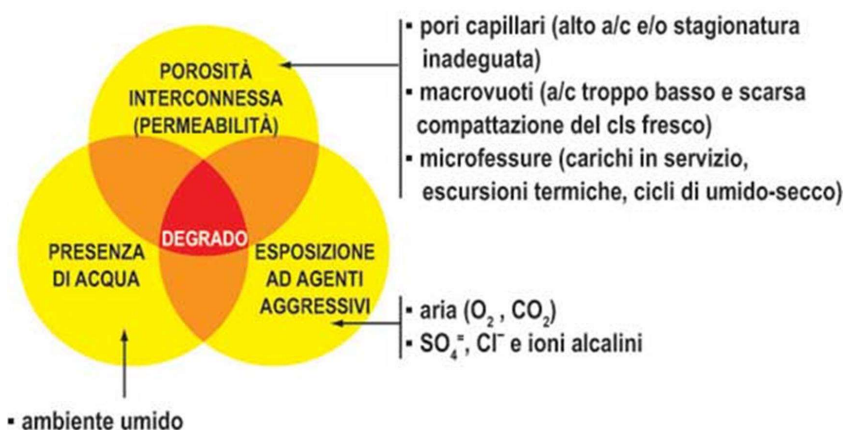 POROSITÀ
INTERCONNESSA
(PERMEABILITÀ)
▪ pori capillari (alto a/c e/o stagionatura
inadeguata)
▪ macrovuoti (a/c troppo basso e scarsa
compattazione del cls fresco)
▪ microfessure (carichi in servizio,
escursioni termiche, cicli di umido-secco)
DEGRADO
PRESENZA
DI ACQUA
ESPOSIZIONE
AD AGENTI
AGGRESSIVI
▪ aria (O₂ , CO₂)
▪ SO₄⁼, Cl⁻ e ioni alcalini
▪ ambiente umido